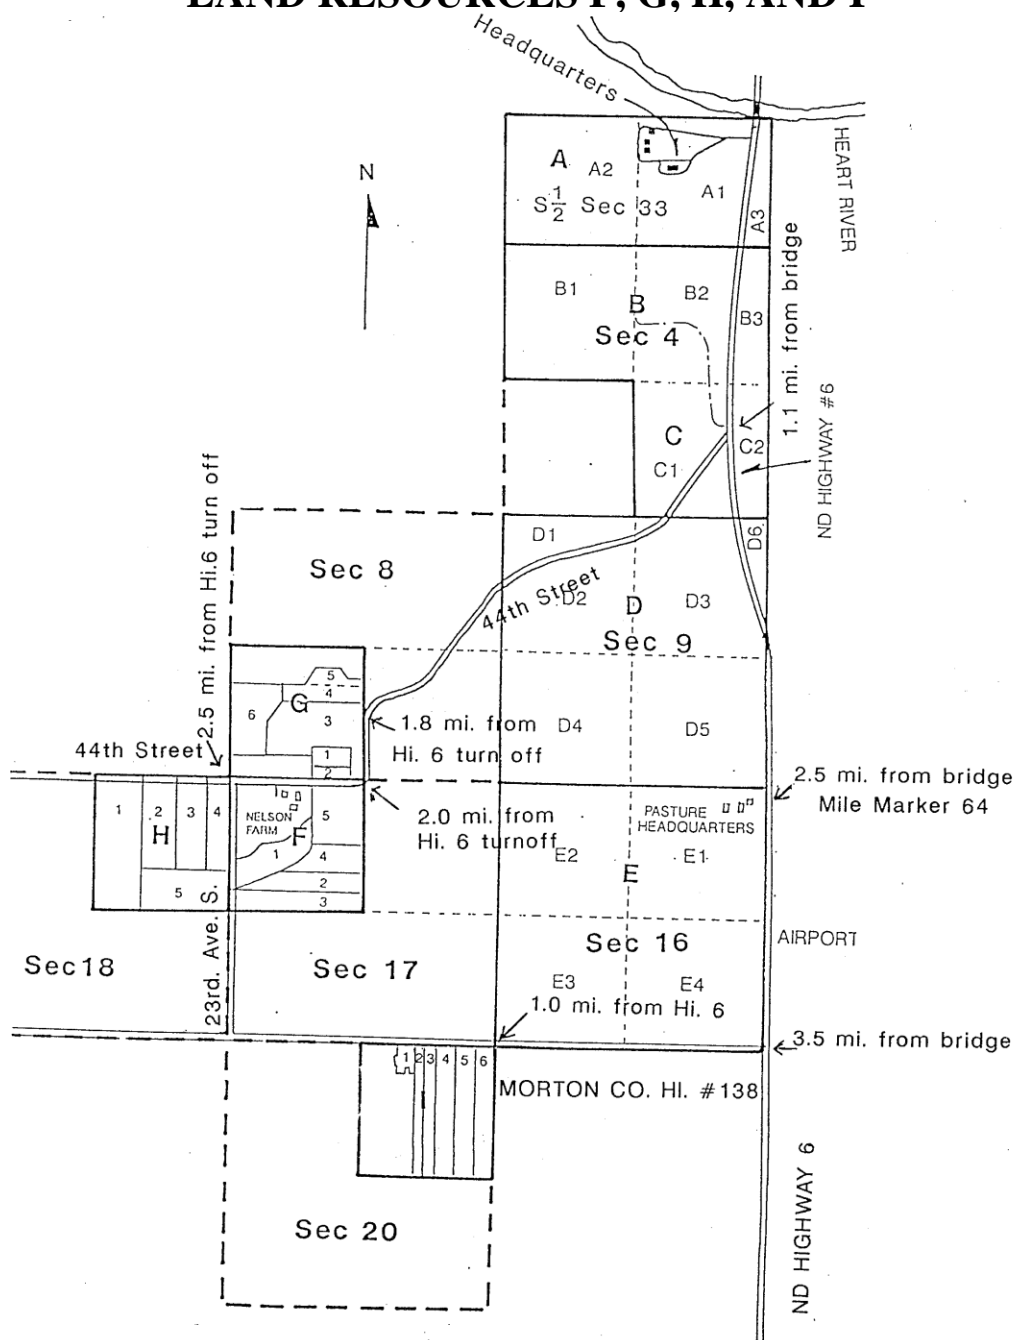 LAND RESOURCES F, G, H, AND I
Headquarters
N
A
A2
A1
S 1/2 Sec 33
A3
HEART RIVER
1.1 mi. from bridge
B1
B
B2
B3
Sec 4
ND HIGHWAY #6
C
C1
C2
2.5 mi. from Hi.6 turn off
D1
D6
Sec 8
44th Street
D2
D
D3
Sec 9
5
4
G
6
3
1
2
1.8 mi. from
Hi. 6 turn off
D4
D5
44th Street
2.5 mi. from bridge
Mile Marker 64
1
2
3
4
H
5
NELSON
FARM
F
5
1
4
2
3
2.0 mi. from
Hi. 6 turnoff
PASTURE
HEADQUARTERS
E2
E1
E
23rd. Ave. S.
AIRPORT
Sec18
Sec 17
Sec 16
E3
E4
1.0 mi. from Hi. 6
3.5 mi. from bridge
1
2
3
4
5
6
I
MORTON CO. HI. #138
ND HIGHWAY 6
Sec 20